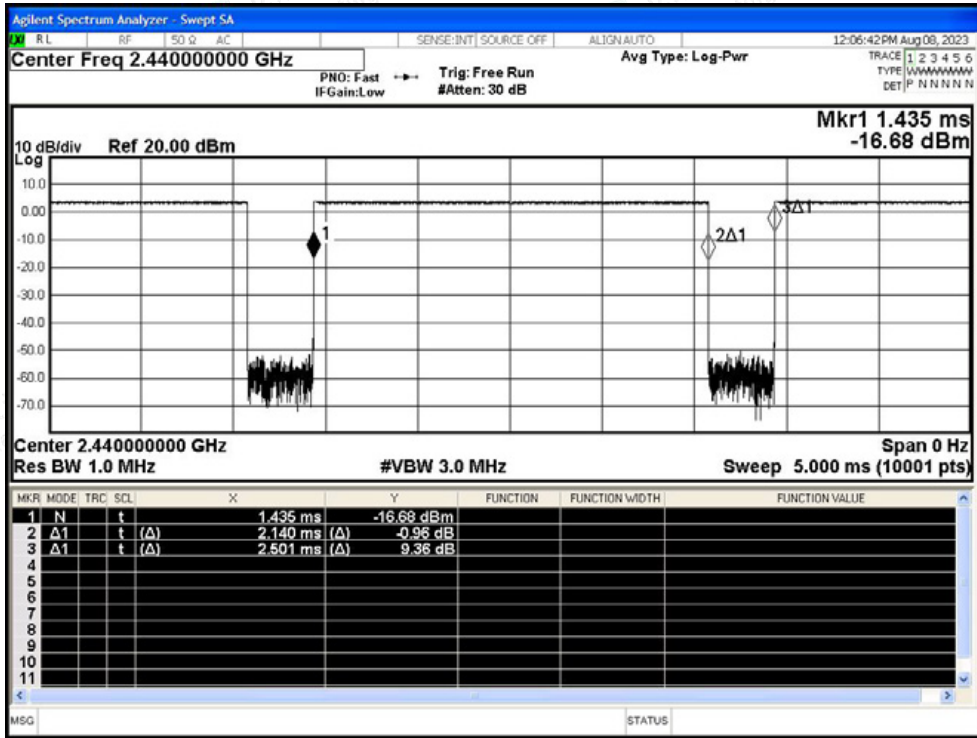 Agilent Spectrum Analyzer - Swept SA
RL RF 50 Ω AC SENSE:INT SOURCE OFF ALIGN AUTO 12:06:42 PM Aug 08, 2023
Center Freq 2.440000000 GHz
PNO: Fast
IFGain:Low
Trig: Free Run
#Atten: 30 dB
Avg Type: Log-Pwr
TRACE 1 2 3 4 5 6
TYPE WWWWWWW
DET P N N N N N
Mkr1 1.435 ms
-16.68 dBm
10 dB/div Ref 20.00 dBm
Log
10.0
0.00
-10.0
-20.0
-30.0
-40.0
-50.0
-60.0
-70.0
1
2Δ1
3Δ1
Center 2.440000000 GHz Span 0 Hz
Res BW 1.0 MHz #VBW 3.0 MHz Sweep 5.000 ms (10001 pts)
MKR MODE TRC SCL X Y FUNCTION FUNCTION WIDTH FUNCTION VALUE
1 N t 1.435 ms -16.68 dBm
2 Δ1 t (Δ) 2.140 ms (Δ) -0.96 dB
3 Δ1 t (Δ) 2.501 ms (Δ) 9.36 dB
4
5
6
7
8
9
10
11
MSG STATUS